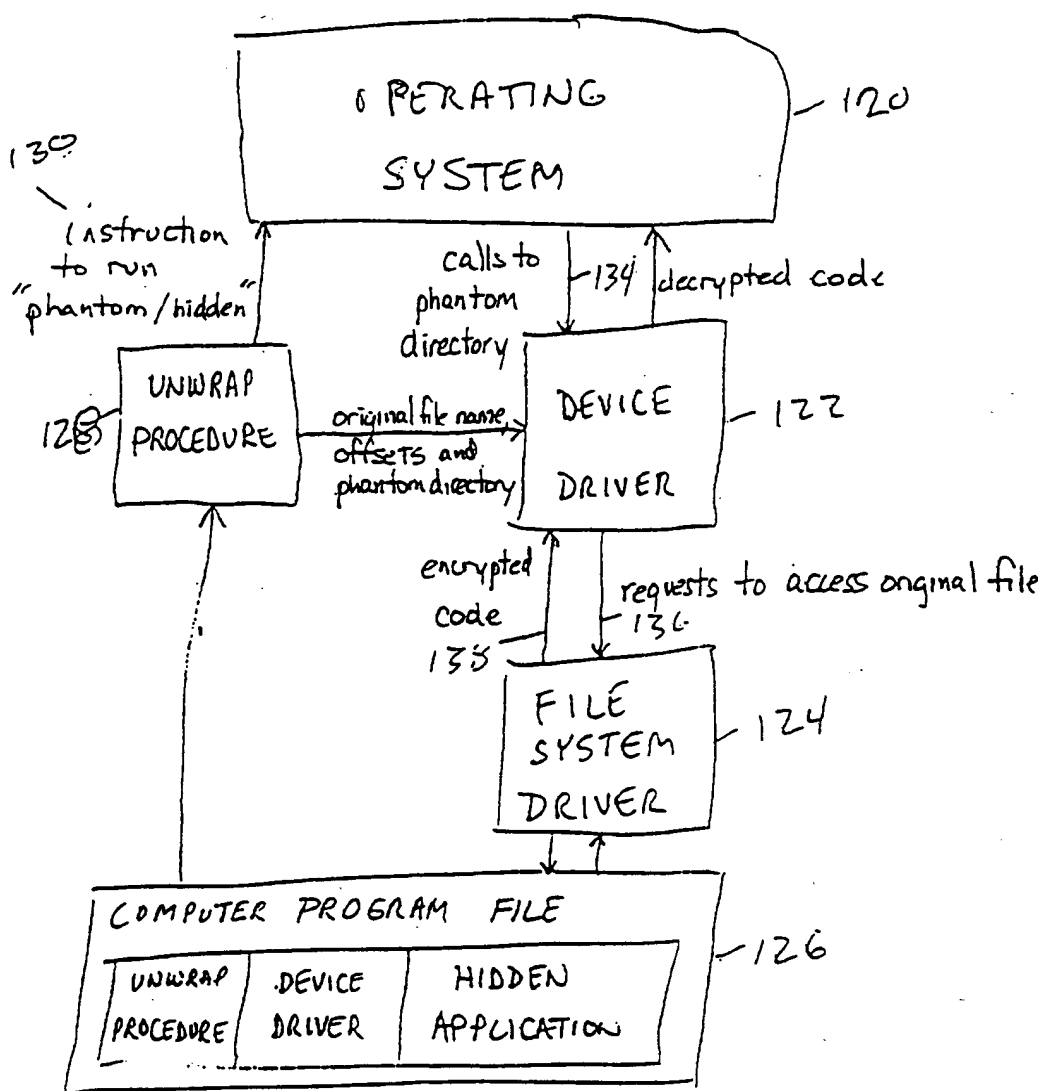 OPERATING
SYSTEM
120
130
instruction
to run
"phantom/hidden"
calls to
phantom
directory
134
decrypted code
UNWRAP
PROCEDURE
128
original file name,
offsets and
phantom directory
DEVICE
DRIVER
122
encrypted
code
138
requests to access original file
136
FILE
SYSTEM
DRIVER
124
COMPUTER PROGRAM FILE
126
UNWRAP
PROCEDURE
DEVICE
DRIVER
HIDDEN
APPLICATION